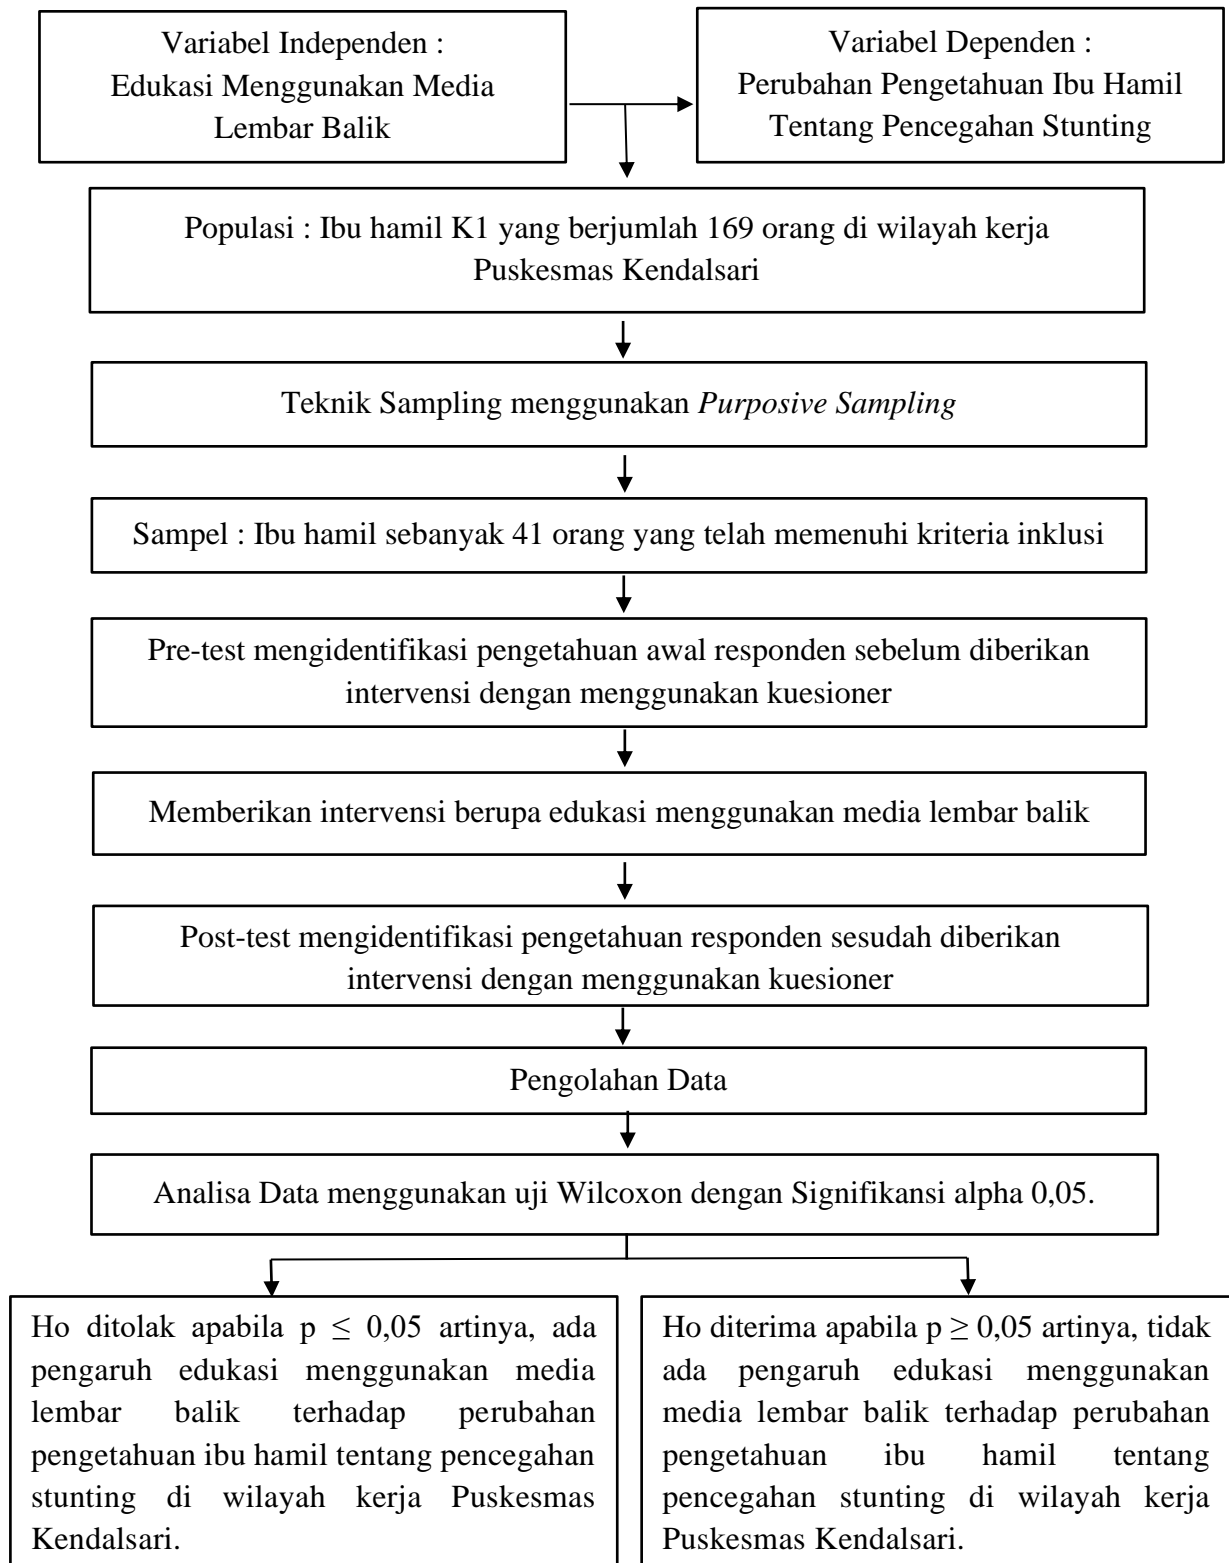 Variabel Independen :
Edukasi Menggunakan Media
Lembar Balik
Variabel Dependen :
Perubahan Pengetahuan Ibu Hamil
Tentang Pencegahan Stunting
Populasi : Ibu hamil K1 yang berjumlah 169 orang di wilayah kerja
Puskesmas Kendalsari
Teknik Sampling menggunakan Purposive Sampling
Sampel : Ibu hamil sebanyak 41 orang yang telah memenuhi kriteria inklusi
Pre-test mengidentifikasi pengetahuan awal responden sebelum diberikan
intervensi dengan menggunakan kuesioner
Memberikan intervensi berupa edukasi menggunakan media lembar balik
Post-test mengidentifikasi pengetahuan responden sesudah diberikan
intervensi dengan menggunakan kuesioner
Pengolahan Data
Analisa Data menggunakan uji Wilcoxon dengan Signifikansi alpha 0,05.
Ho ditolak apabila p ≤ 0,05 artinya, ada
pengaruh edukasi menggunakan media
lembar balik terhadap perubahan
pengetahuan ibu hamil tentang pencegahan
stunting di wilayah kerja Puskesmas
Kendalsari.
Ho diterima apabila p ≥ 0,05 artinya, tidak
ada pengaruh edukasi menggunakan
media lembar balik terhadap perubahan
pengetahuan ibu hamil tentang
pencegahan stunting di wilayah kerja
Puskesmas Kendalsari.